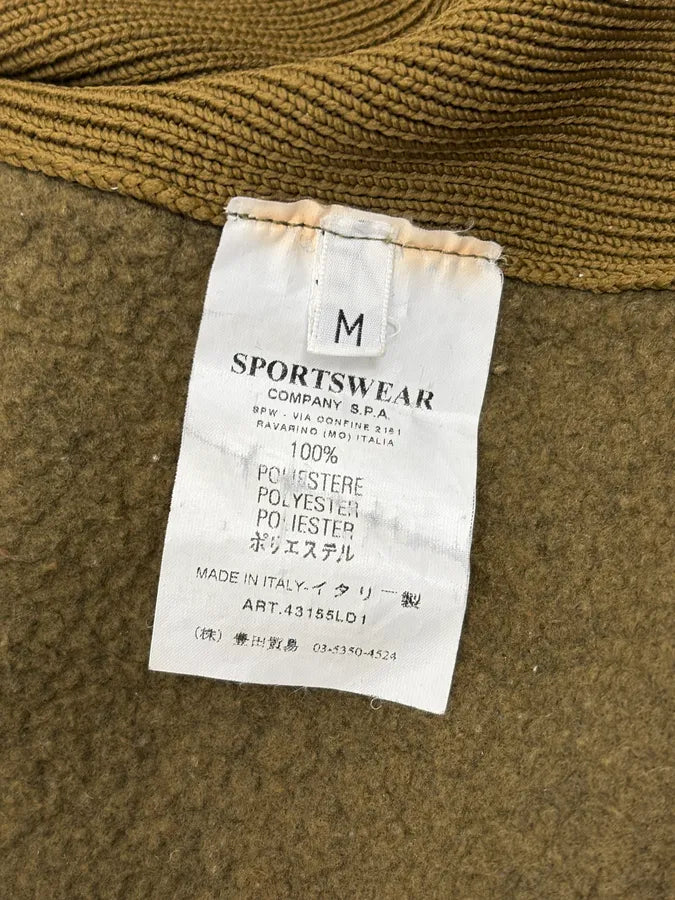 M
SPORTSWEAR
COMPANY S.P.A.
SPW - VIA CONFINE 2161
RAVARINO (MO) ITALIA
100%
POLIESTERE
POLYESTER
POLIESTER
ポリエステル
MADE IN ITALY-イタリー製
ART.43155LD1
(株) 豊田貿易 03-5350-4524